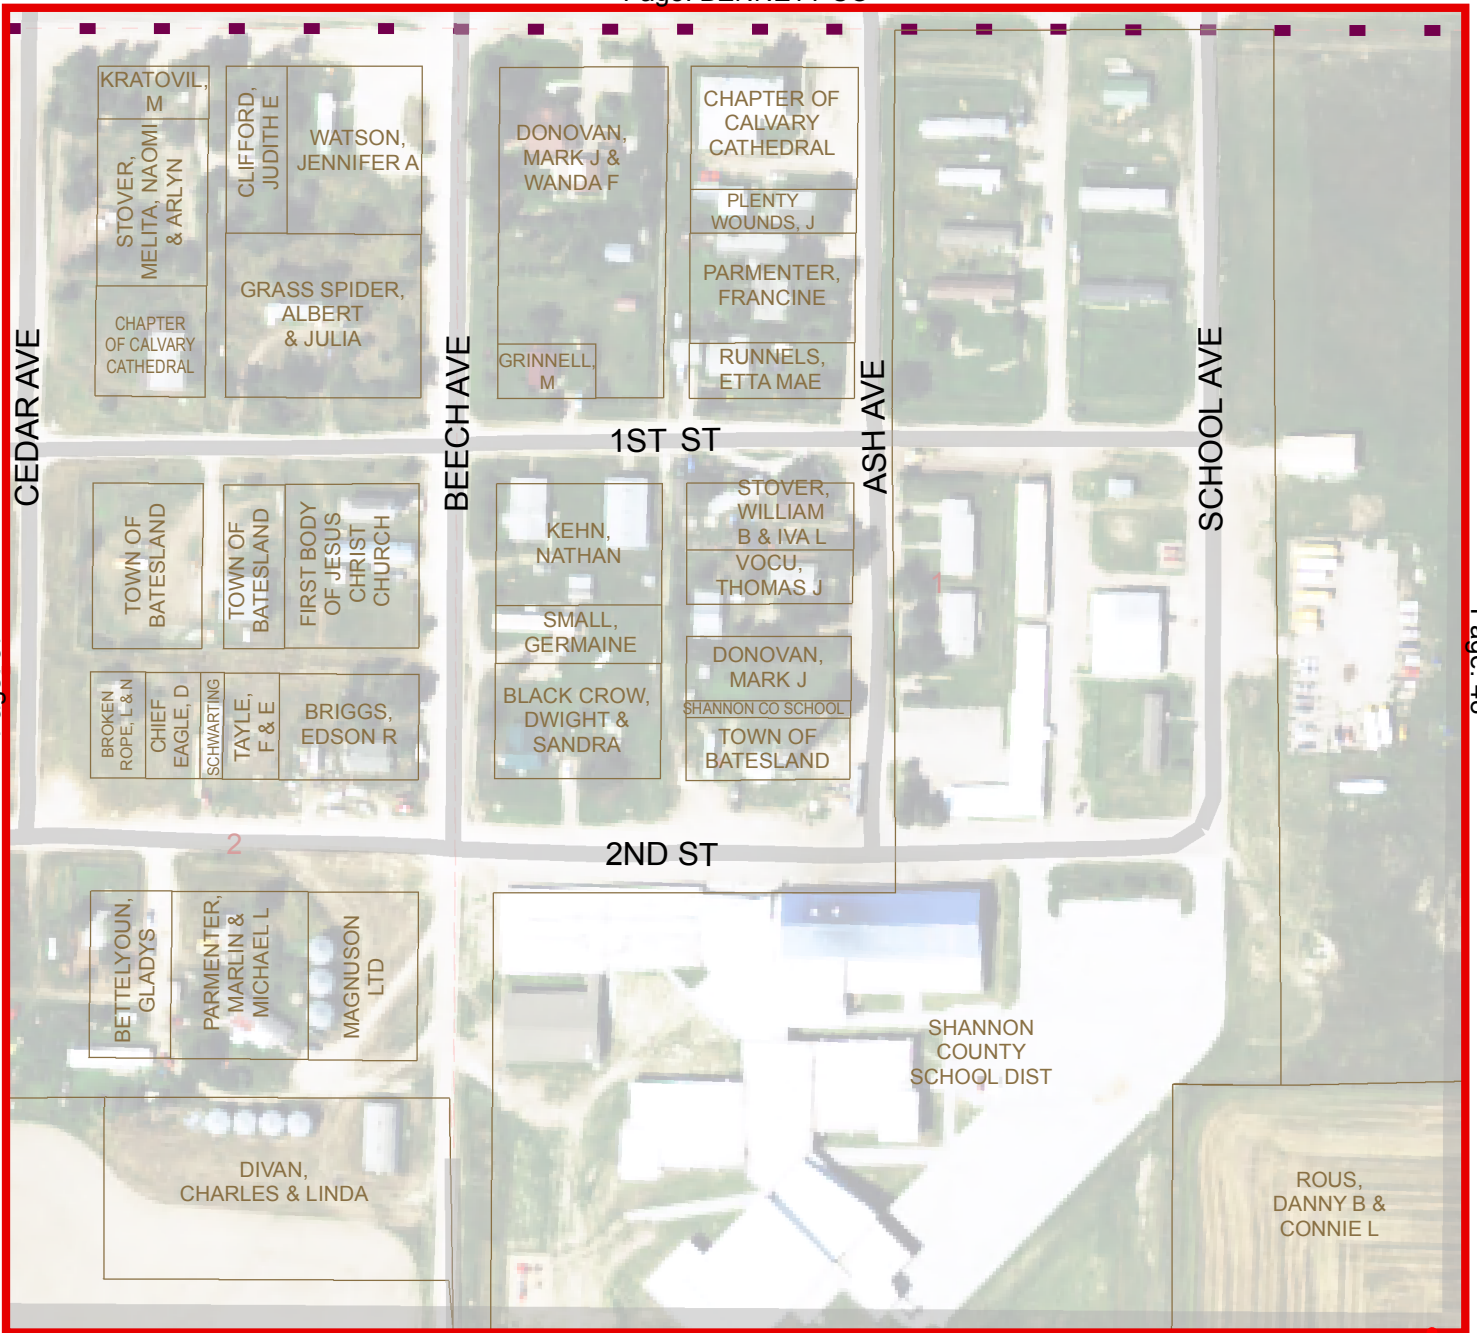 KRATOVIL,
M
STOVER,
MELITA, NAOMI
& ARLYN
CHAPTER
OF CALVARY
CATHEDRAL
CLIFFORD,
JUDITH E
WATSON,
JENNIFER A
GRASS SPIDER,
ALBERT
& JULIA
DONOVAN,
MARK J &
WANDA F
GRINNELL,
M
CHAPTER OF
CALVARY
CATHEDRAL
PLENTY
WOUNDS, J
PARMENTER,
FRANCINE
RUNNELS,
ETTA MAE
CEDAR AVE
BEECH AVE
1ST ST
ASH AVE
SCHOOL AVE
TOWN OF
BATESLAND
TOWN OF
BATESLAND
FIRST BODY
OF JESUS
CHRIST
CHURCH
KEHN,
NATHAN
SMALL,
GERMAINE
BLACK CROW,
DWIGHT &
SANDRA
STOVER,
WILLIAM
B & IVA L
VOCU,
THOMAS J
DONOVAN,
MARK J
SHANNON CO SCHOOL
TOWN OF
BATESLAND
1
BROKEN
ROPE, L & N
CHIEF
EAGLE, D
SCHWARTING
TAYLE,
F & E
BRIGGS,
EDSON R
2
2ND ST
BETTELYOUN,
GLADYS
PARMENTER,
MARLIN &
MICHAEL L
MAGNUSON
LTD
SHANNON
COUNTY
SCHOOL DIST
DIVAN,
CHARLES & LINDA
ROUS,
DANNY B &
CONNIE L